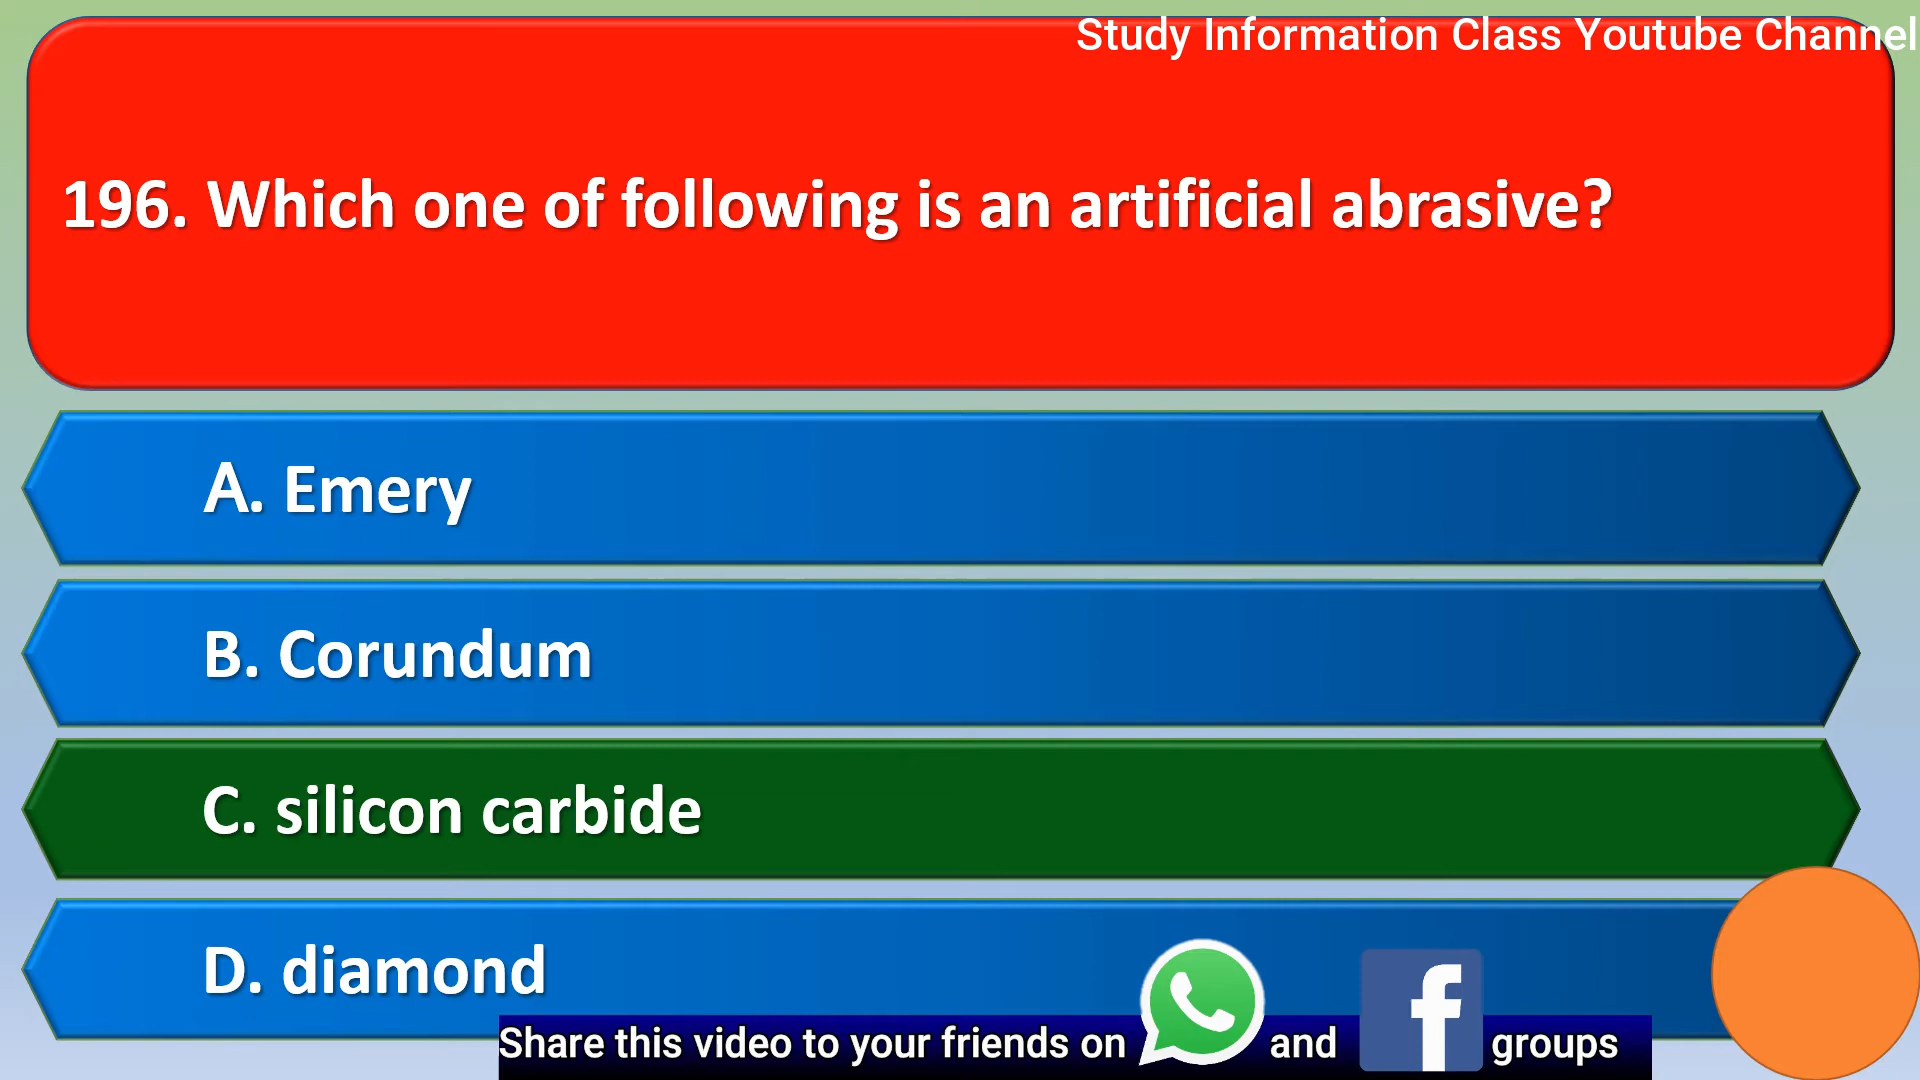 Study Information Class Youtube Channel
196. Which one of following is an artificial abrasive?
A. Emery
B. Corundum
C. silicon carbide
D. diamond
Share this video to your friends on and groups